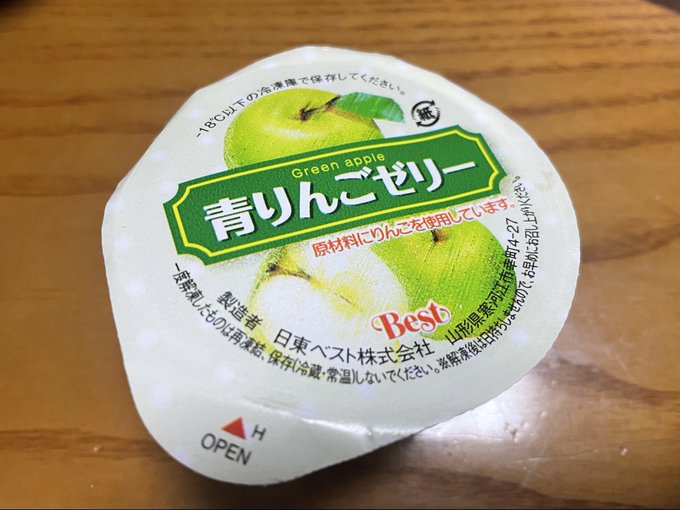 -18℃以下の冷凍庫で保存してください。
紙
Green apple
青りんごゼリー
原材料にりんごを使用しています。
Best
製造者 日東ベスト株式会社 山形県寒河江市幸町4-27
一度解凍したものは再凍結、保存(冷蔵・常温)しないでください。※解凍後は日持ちしませんので、お早めにお召し上がりください。
H
OPEN